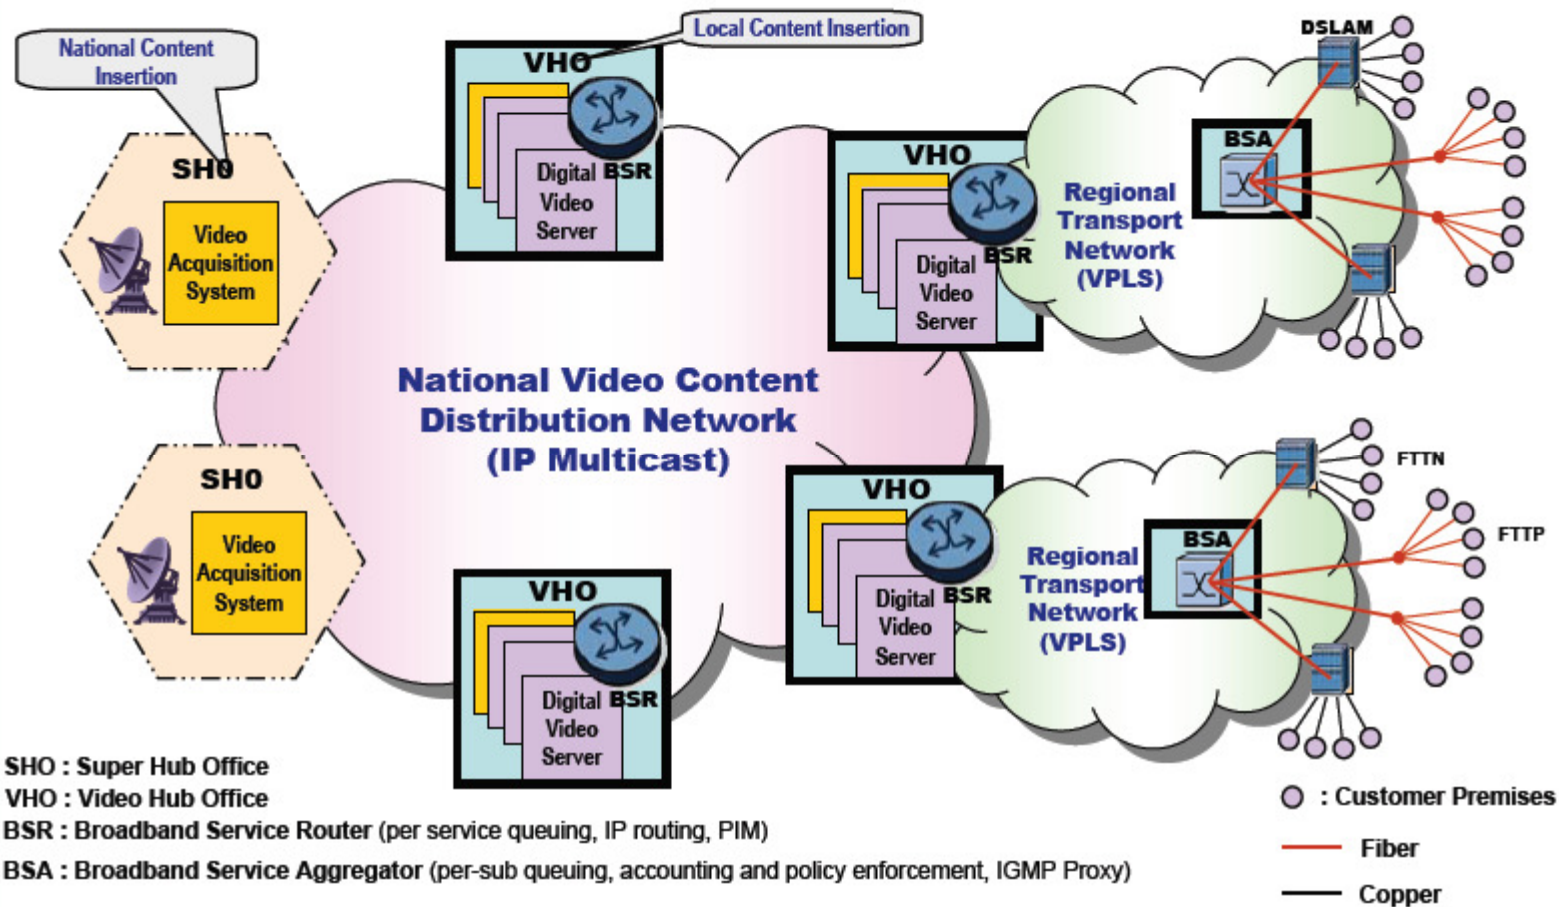 National Content
Insertion
Local Content Insertion
SH0
Video
Acquisition
System
VHO
BSR
Digital
Video
Server
VHO
BSR
Digital
Video
Server
Regional
Transport
Network
(VPLS)
BSA
DSLAM
National Video Content
Distribution Network
(IP Multicast)
SH0
Video
Acquisition
System
VHO
BSR
Digital
Video
Server
VHO
BSR
Digital
Video
Server
Regional
Transport
Network
(VPLS)
BSA
FTTN
FTTP
SHO : Super Hub Office
VHO : Video Hub Office
BSR : Broadband Service Router (per service queuing, IP routing, PIM)
BSA : Broadband Service Aggregator (per-sub queuing, accounting and policy enforcement, IGMP Proxy)
: Customer Premises
Fiber
Copper